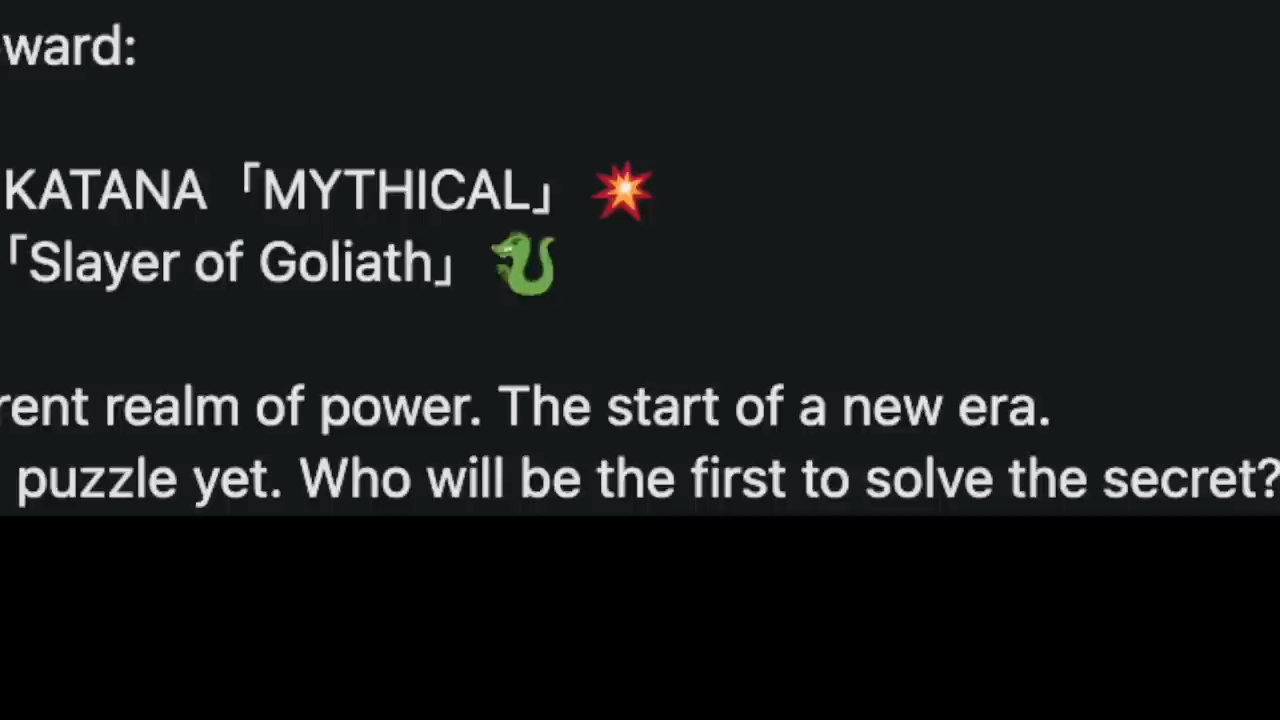 ward:
KATANA 「MYTHICAL」 💥
「Slayer of Goliath」 🐉
rent realm of power. The start of a new era.
puzzle yet. Who will be the first to solve the secret?